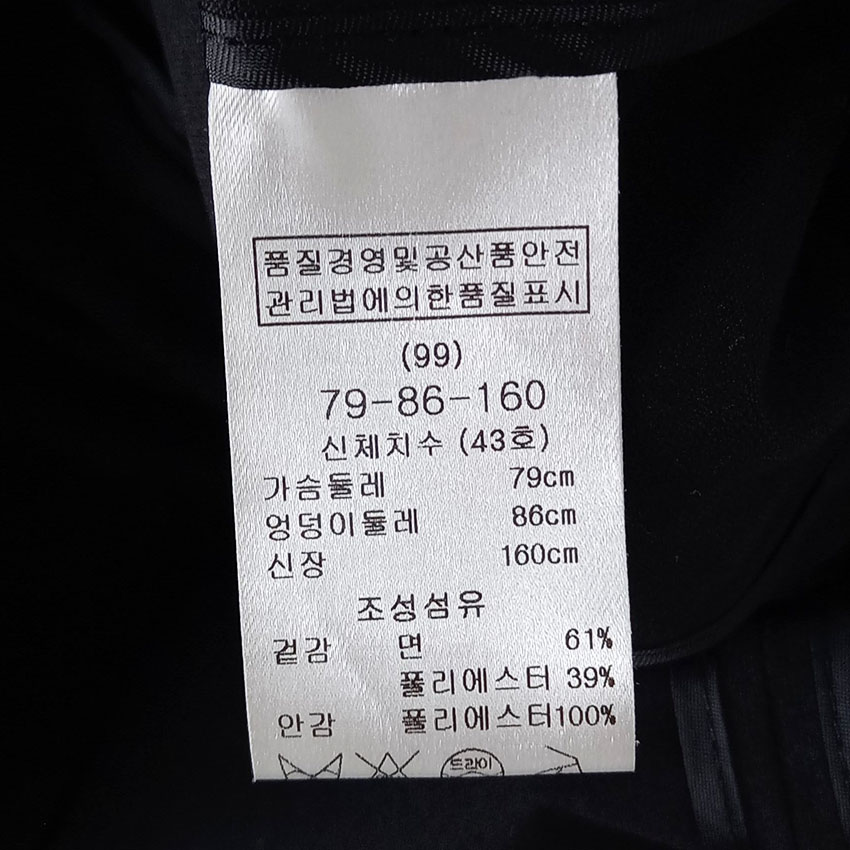 품질경영및공산품안전
관리법에의한품질표시
(99)
79-86-160
신체치수 (43호)
가슴둘레 79cm
엉덩이둘레 86cm
신장 160cm
조성섬유
겉감 면 61%
폴리에스터 39%
안감 폴리에스터100%
드라이